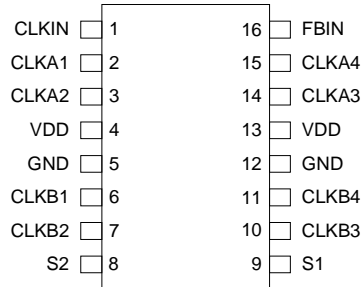 CLKIN 1 16 FBIN
CLKA1 2 15 CLKA4
CLKA2 3 14 CLKA3
VDD 4 13 VDD
GND 5 12 GND
CLKB1 6 11 CLKB4
CLKB2 7 10 CLKB3
S2 8 9 S1